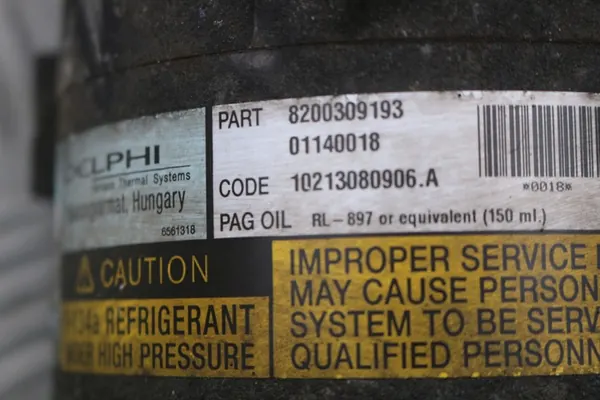 DELPHI
Thermal Systems
Hungary
6561318
PART 8200309193
01140018
CODE 10213080906.A
PAG OIL RL-897 or equivalent (150 ml.)
*0018*
CAUTION
REFRIGERANT
HIGH PRESSURE
IMPROPER SERVICE
MAY CAUSE PERSON
SYSTEM TO BE SERV
QUALIFIED PERSONN